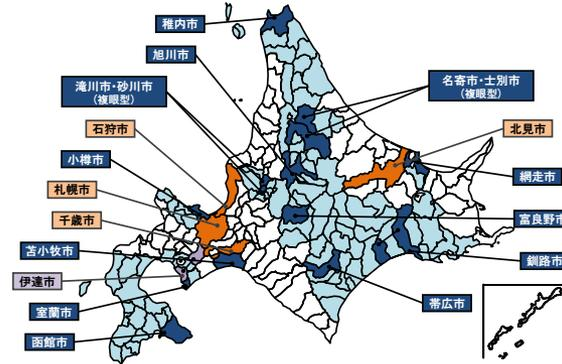 稚内市
旭川市
滝川市・砂川市
（複眼型）
石狩市
小樽市
札幌市
千歳市
苫小牧市
伊達市
室蘭市
函館市
名寄市・士別市
（複眼型）
北見市
網走市
富良野市
釧路市
帯広市